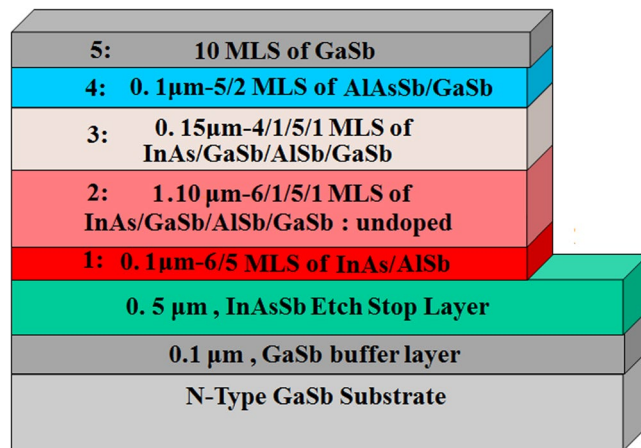 5: 10 MLS of GaSb
4: 0. 1μm-5/2 MLS of AlAsSb/GaSb
3: 0. 15μm-4/1/5/1 MLS of
InAs/GaSb/AlSb/GaSb
2: 1.10 μm-6/1/5/1 MLS of
InAs/GaSb/AlSb/GaSb : undoped
1: 0.1μm-6/5 MLS of InAs/AlSb
0. 5 μm , InAsSb Etch Stop Layer
0.1 μm , GaSb buffer layer
N-Type GaSb Substrate